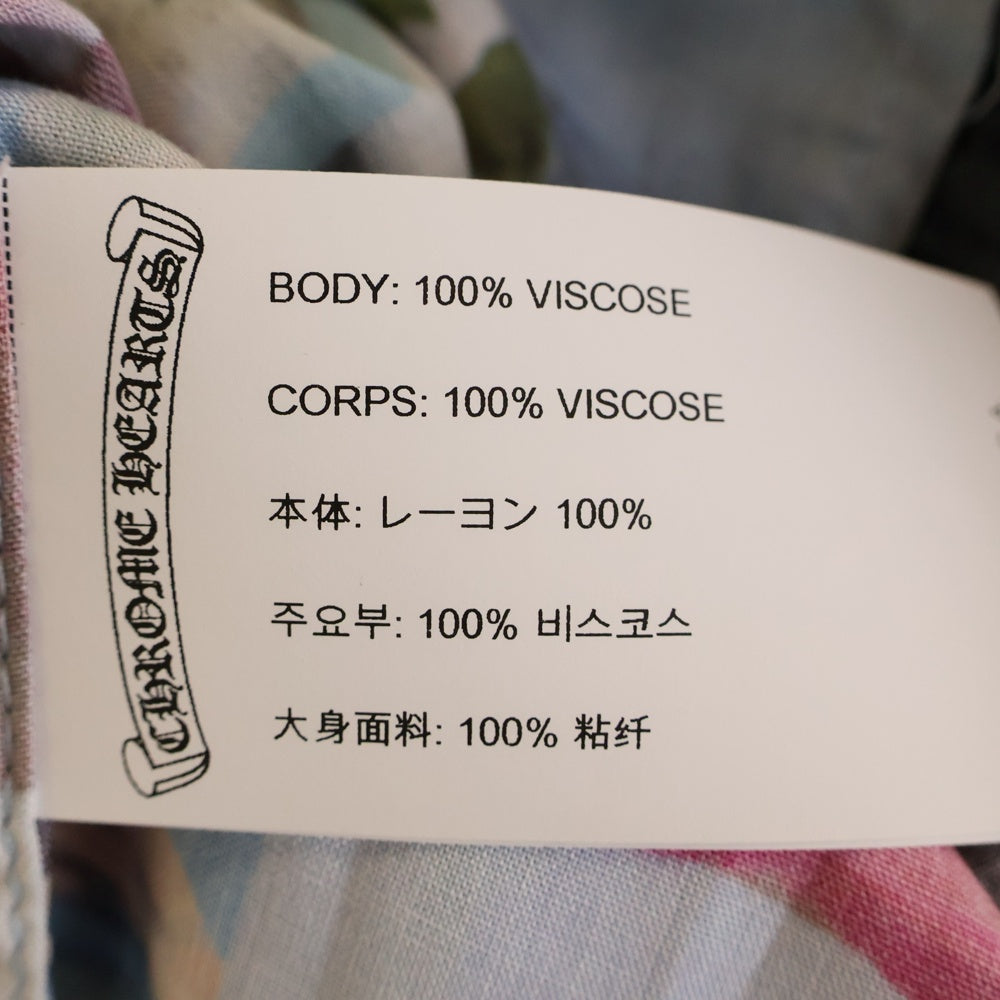 CHROME HEARTS
BODY: 100% VISCOSE
CORPS: 100% VISCOSE
本体: レーヨン 100%
주요부: 100% 비스코스
大身面料: 100% 粘纤